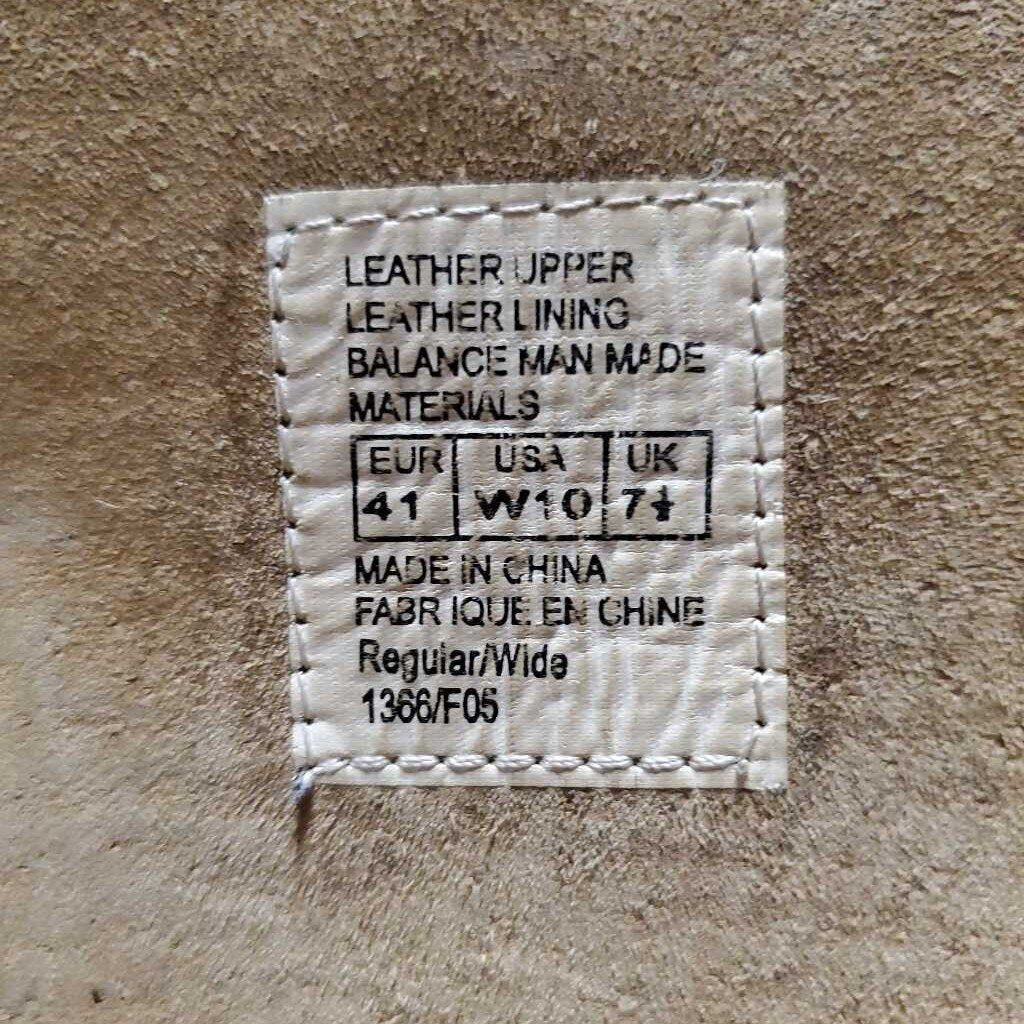 LEATHER UPPER
LEATHER LINING
BALANCE MAN MADE
MATERIALS
EUR USA UK
41 W10 7½
MADE IN CHINA
FABRIQUE EN CHINE
Regular/Wide
1366/F05